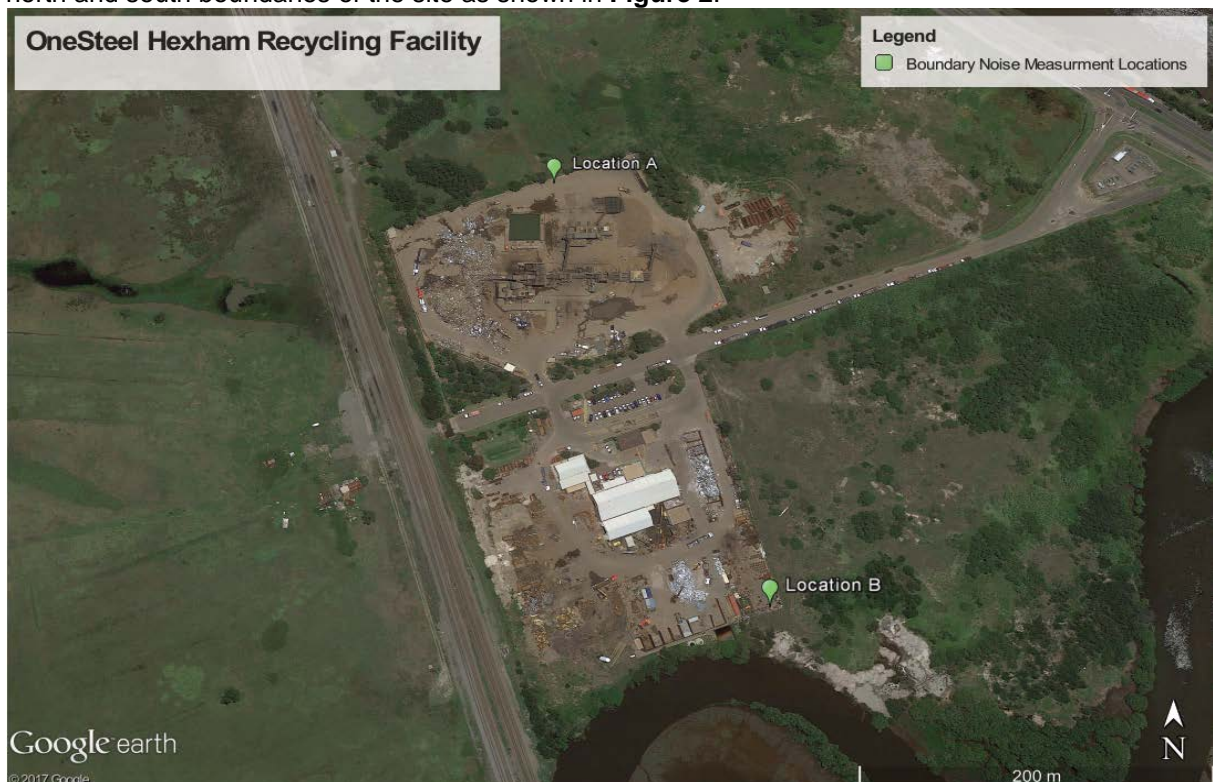 north and south boundaries of the site as shown in Figure 2.
OneSteel Hexham Recycling Facility
Legend
Boundary Noise Measurment Locations
Location A
Location B
Google earth
© 2017 Google
N
200 m